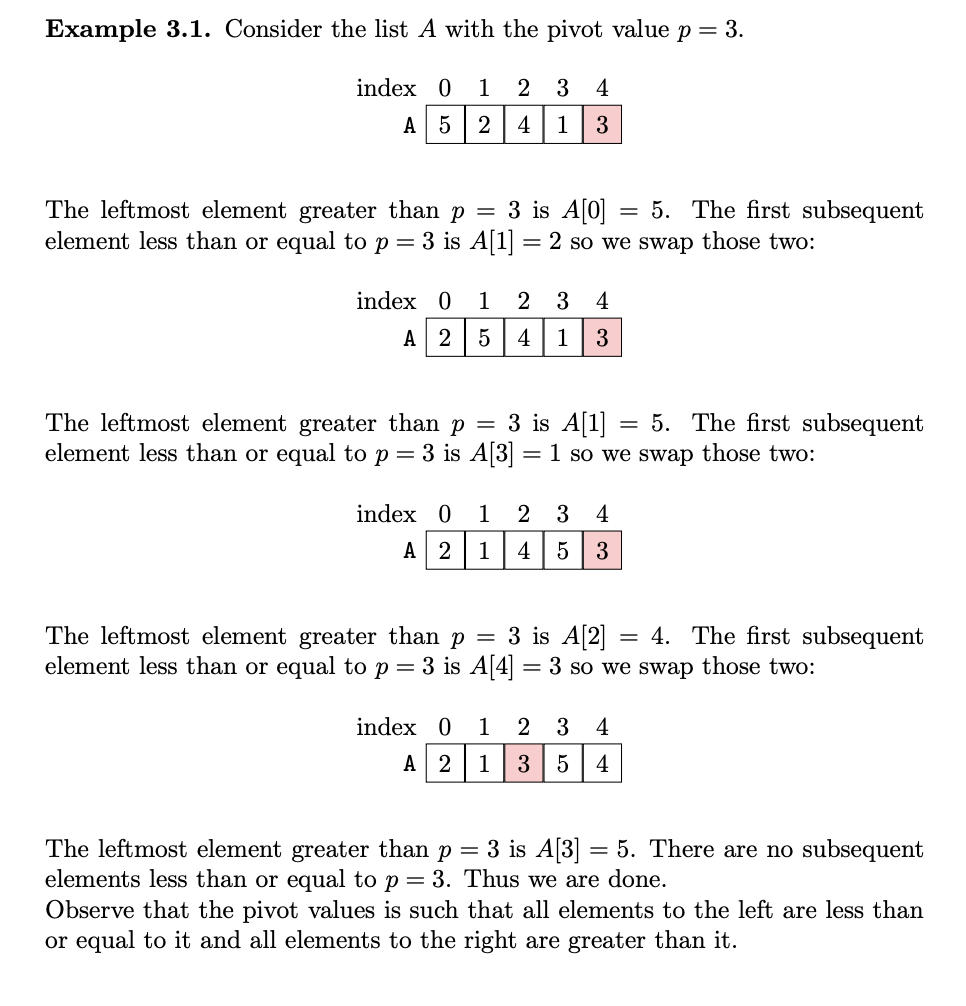 Example 3.1. Consider the list A with the pivot value p = 3.
index 0 1 2 3 4
A 5 2 4 1 3
The leftmost element greater than p = 3 is A[0] = 5. The first subsequent
element less than or equal to p = 3 is A[1] = 2 so we swap those two:
index 0 1 2 3 4
A 2 5 4 1 3
The leftmost element greater than p = 3 is A[1] = 5. The first subsequent
element less than or equal to p = 3 is A[3] = 1 so we swap those two:
index 0 1 2 3 4
A 2 1 4 5 3
The leftmost element greater than p = 3 is A[2] = 4. The first subsequent
element less than or equal to p = 3 is A[4] = 3 so we swap those two:
index 0 1 2 3 4
A 2 1 3 5 4
The leftmost element greater than p = 3 is A[3] = 5. There are no subsequent
elements less than or equal to p = 3. Thus we are done.
Observe that the pivot values is such that all elements to the left are less than
or equal to it and all elements to the right are greater than it.